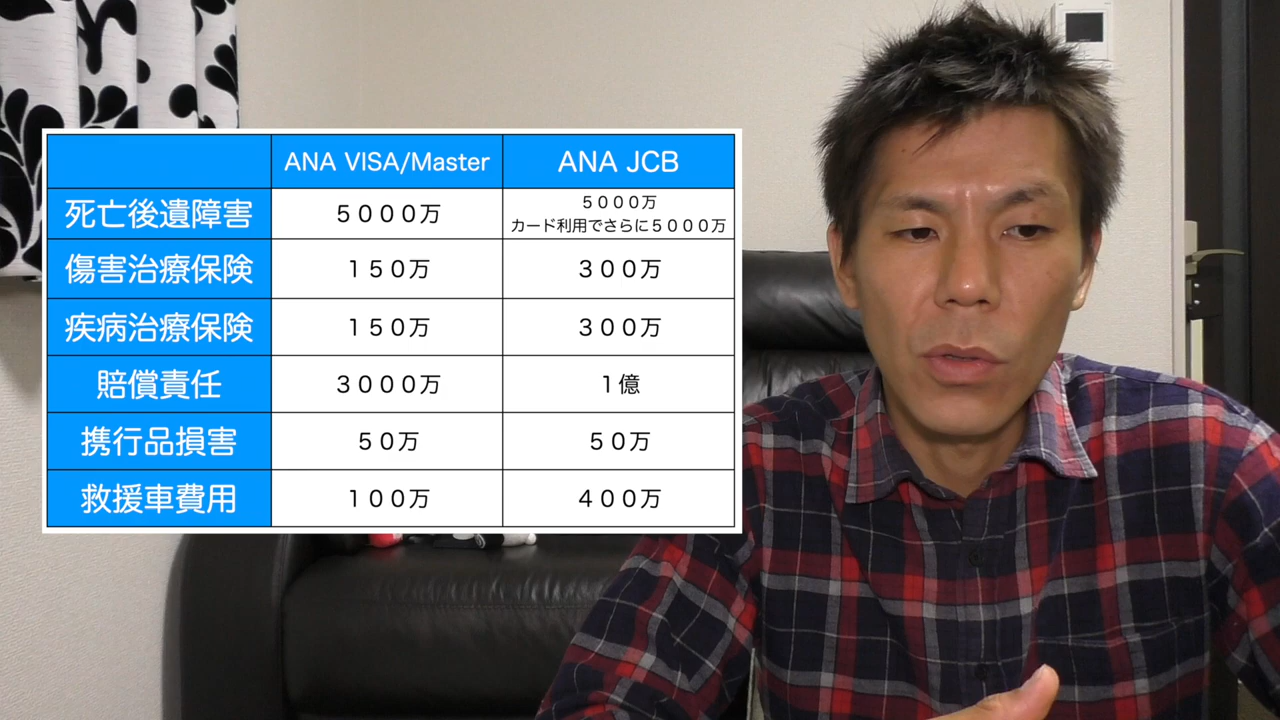 ANA VISA/Master ANA JCB
死亡後遺障害 5000万 5000万
カード利用でさらに5000万
傷害治療保険 150万 300万
疾病治療保険 150万 300万
賠償責任 3000万 1億
携行品損害 50万 50万
救援車費用 100万 400万